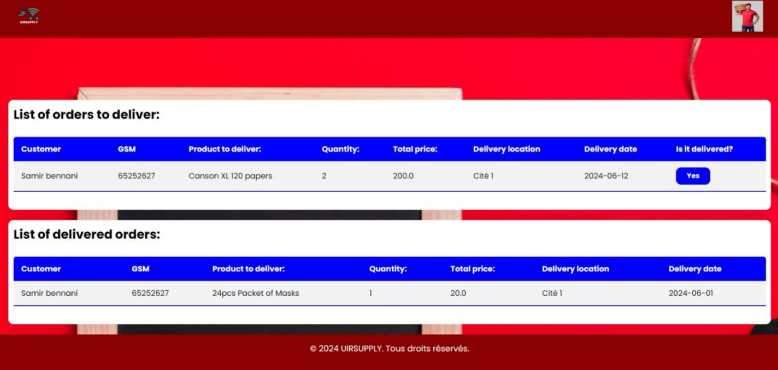 UIRSUPPLY
List of orders to deliver:
Customer GSM Product to deliver: Quantity: Total price: Delivery location Delivery date Is it delivered?
Samir bennani 65252627 Canson XL 120 papers 2 200.0 Cité 1 2024-06-12 Yes
List of delivered orders:
Customer GSM Product to deliver: Quantity: Total price: Delivery location Delivery date
Samir bennani 65252627 24pcs Packet of Masks 1 20.0 Cité 1 2024-06-01
© 2024 UIRSUPPLY. Tous droits réservés.